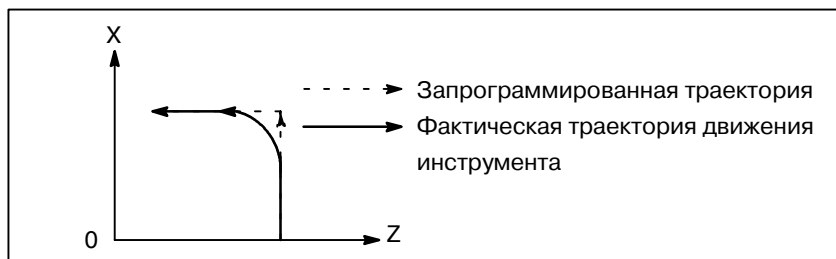 X
Запрограммированная траектория
Фактическая траектория движения
инструмента
0
Z